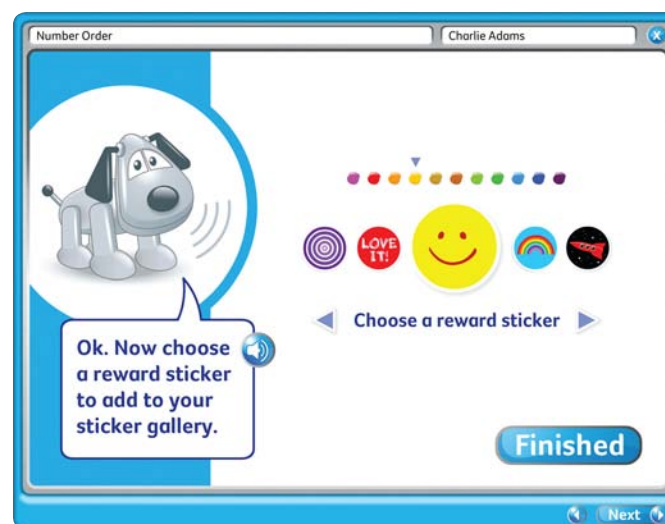 Number Order
Charlie Adams
LOVE
IT!
Choose a reward sticker
Ok. Now choose
a reward sticker
to add to your
sticker gallery.
Finished
Next